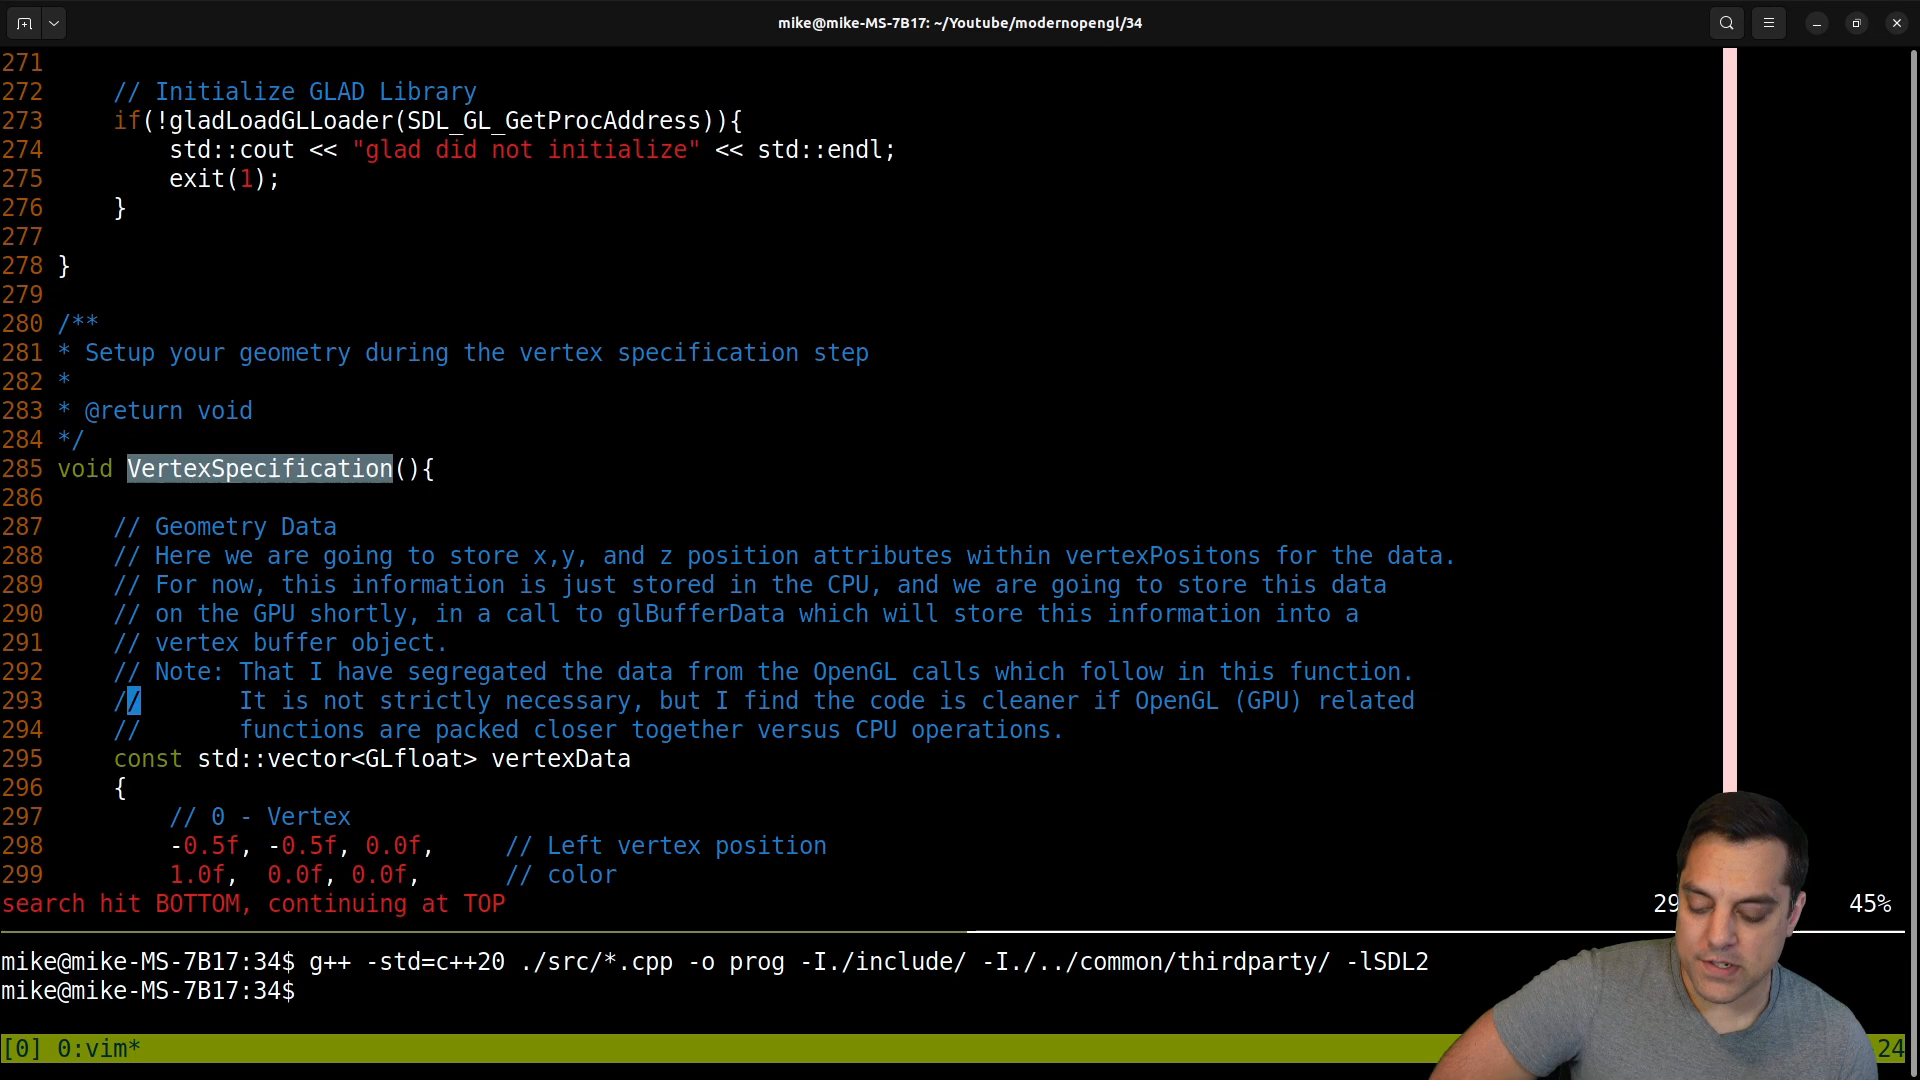 mike@mike-MS-7B17: ~/Youtube/modernopengl/34
271
272     // Initialize GLAD Library
273     if(!gladLoadGLLoader(SDL_GL_GetProcAddress)){
274         std::cout << "glad did not initialize" << std::endl;
275         exit(1);
276     }
277
278 }
279
280 /**
281 * Setup your geometry during the vertex specification step
282 *
283 * @return void
284 */
285 void VertexSpecification(){
286
287     // Geometry Data
288     // Here we are going to store x,y, and z position attributes within vertexPositons for the data.
289     // For now, this information is just stored in the CPU, and we are going to store this data
290     // on the GPU shortly, in a call to glBufferData which will store this information into a
291     // vertex buffer object.
292     // Note: That I have segregated the data from the OpenGL calls which follow in this function.
293     //       It is not strictly necessary, but I find the code is cleaner if OpenGL (GPU) related
294     //       functions are packed closer together versus CPU operations.
295     const std::vector<GLfloat> vertexData
296     {
297         // 0 - Vertex
298         -0.5f, -0.5f, 0.0f,     // Left vertex position
299         1.0f,  0.0f, 0.0f,      // color
search hit BOTTOM, continuing at TOP 45%
mike@mike-MS-7B17:34$ g++ -std=c++20 ./src/*.cpp -o prog -I./include/ -I./../common/thirdparty/ -lSDL2
mike@mike-MS-7B17:34$
[0] 0:vim* 24